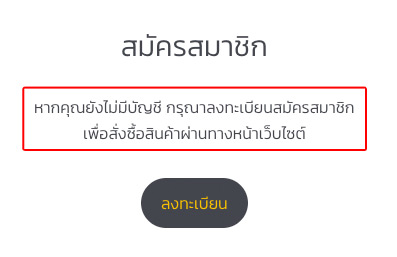 สมัครสมาชิก
หากคุณยังไม่มีบัญชี กรุณาลงทะเบียนสมัครสมาชิก
เพื่อสั่งซื้อสินค้าผ่านทางหน้าเว็บไซต์
ลงทะเบียน